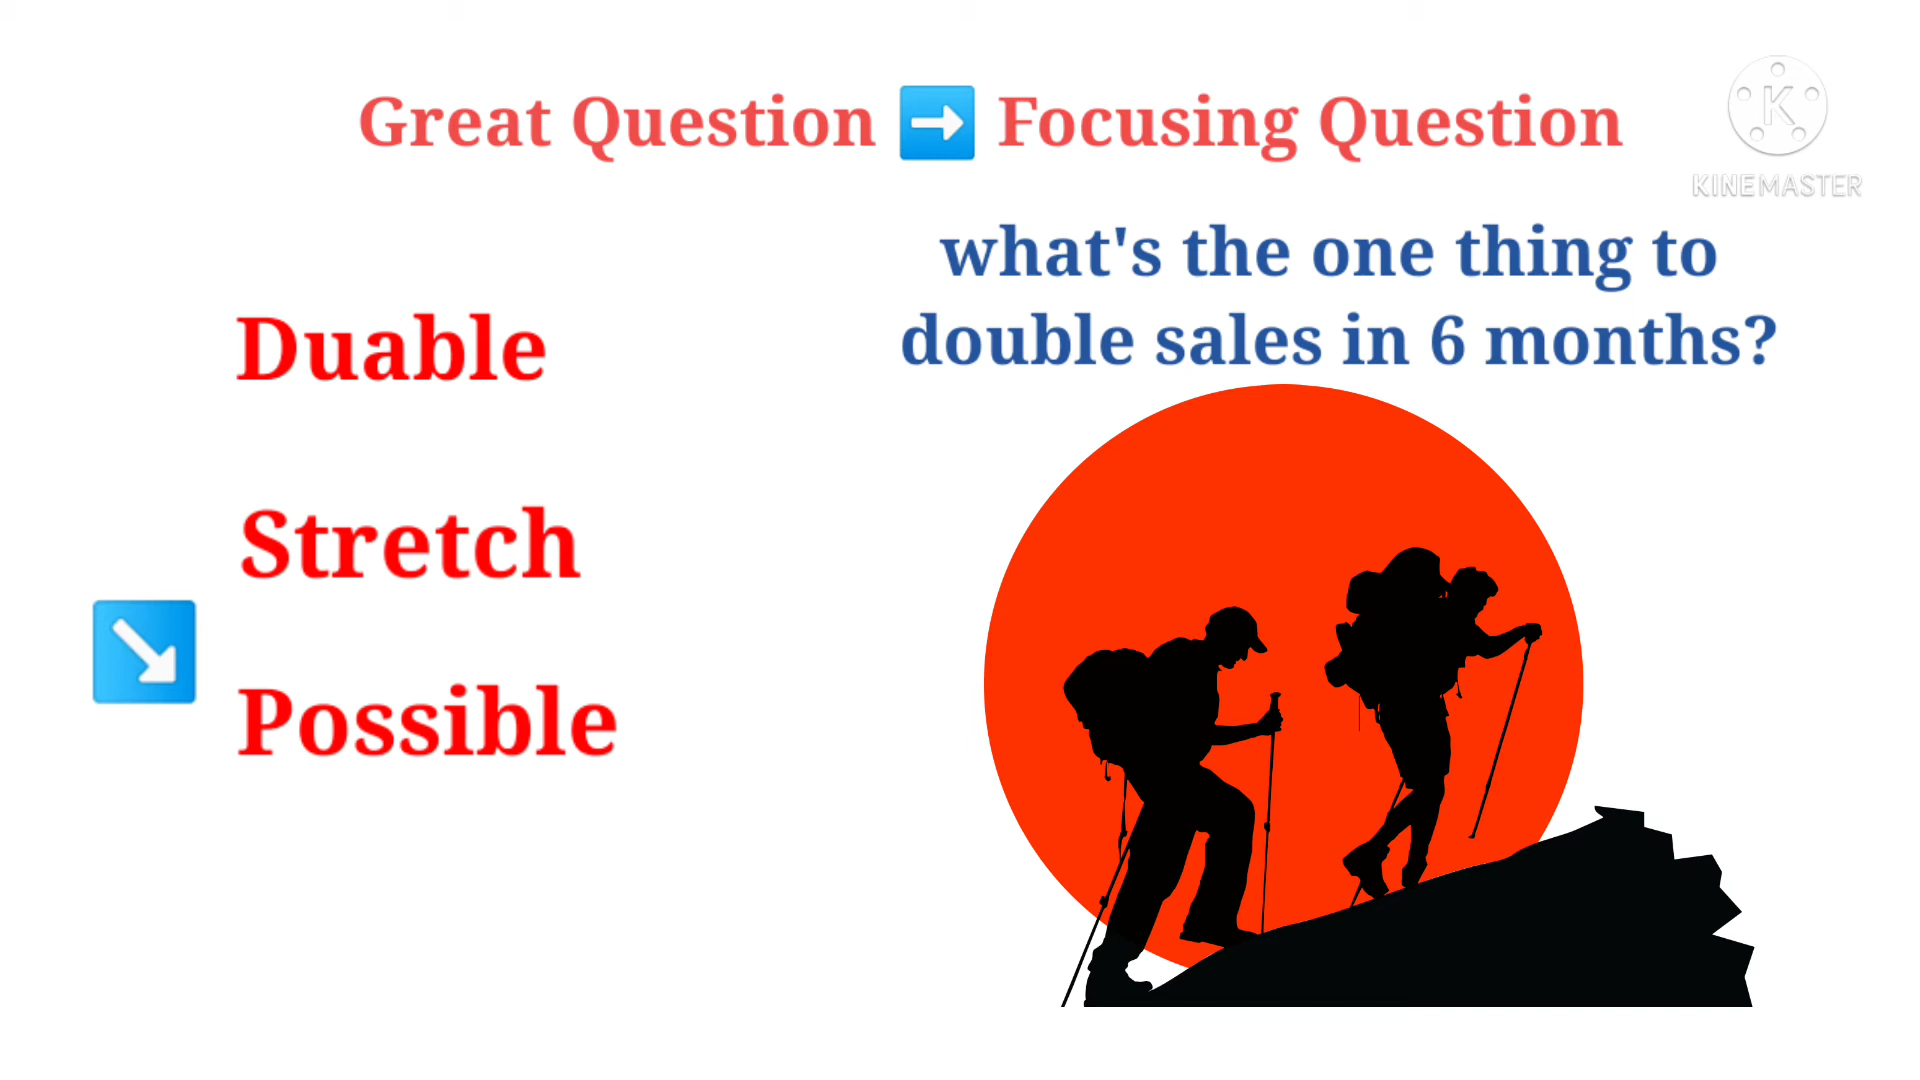 Great Question ➡️ Focusing Question
KINEMASTER
what's the one thing to
double sales in 6 months?
Duable
Stretch
Possible